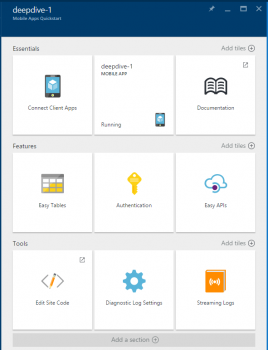 deepdive-1
Mobile Apps Quickstart
Essentials
Add tiles
Connect Client Apps
deepdive-1
MOBILE APP
Running
Documentation
Features
Add tiles
Easy Tables
Authentication
Easy APIs
Tools
Add tiles
Edit Site Code
Diagnostic Log Settings
Streaming Logs
Add a section